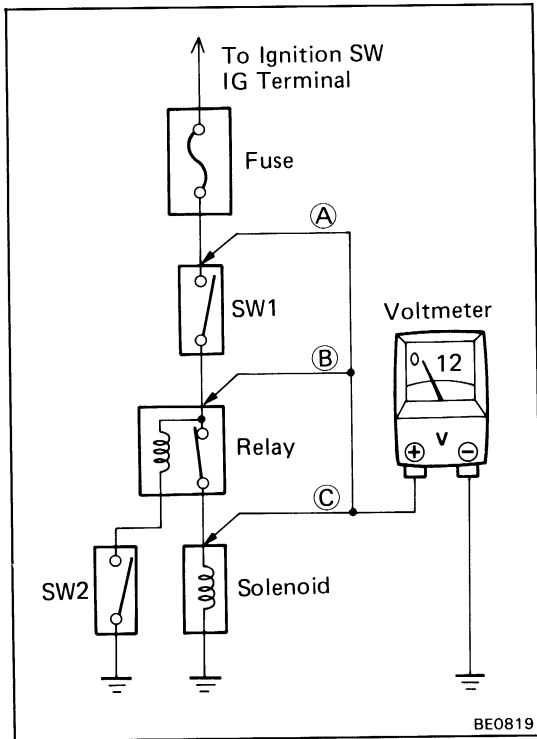 To Ignition SW
IG Terminal
Fuse
A
SW1
Voltmeter
0 12
B
V
Relay
+ −
C
SW2
Solenoid
BE0819